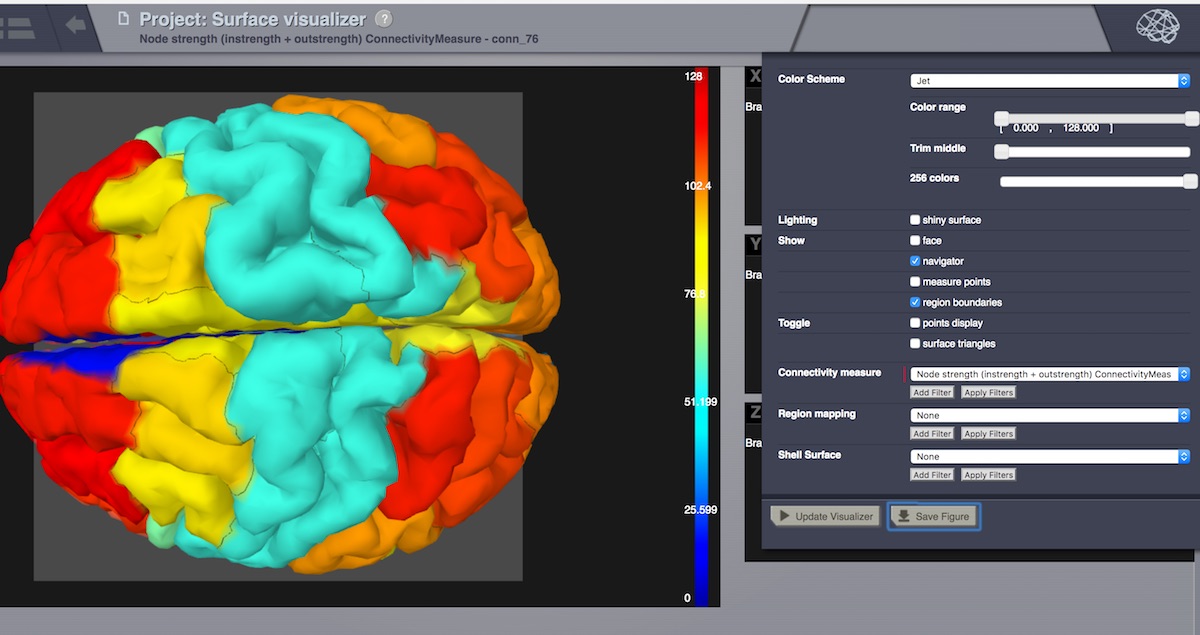 Project: Surface visualizer ?
Node strength (instrength + outstrength) ConnectivityMeasure - conn_76
128
102.4
76.8
51.199
25.599
0
X
Bra
Y
Bra
Z
Bra
Color Scheme
Jet
Color range
[ 0.000 , 128.000 ]
Trim middle
256 colors
Lighting
shiny surface
Show
face
navigator
measure points
region boundaries
Toggle
points display
surface triangles
Connectivity measure
Node strength (instrength + outstrength) ConnectivityMeas
Add Filter Apply Filters
Region mapping
None
Add Filter Apply Filters
Shell Surface
None
Add Filter Apply Filters
Update Visualizer Save Figure